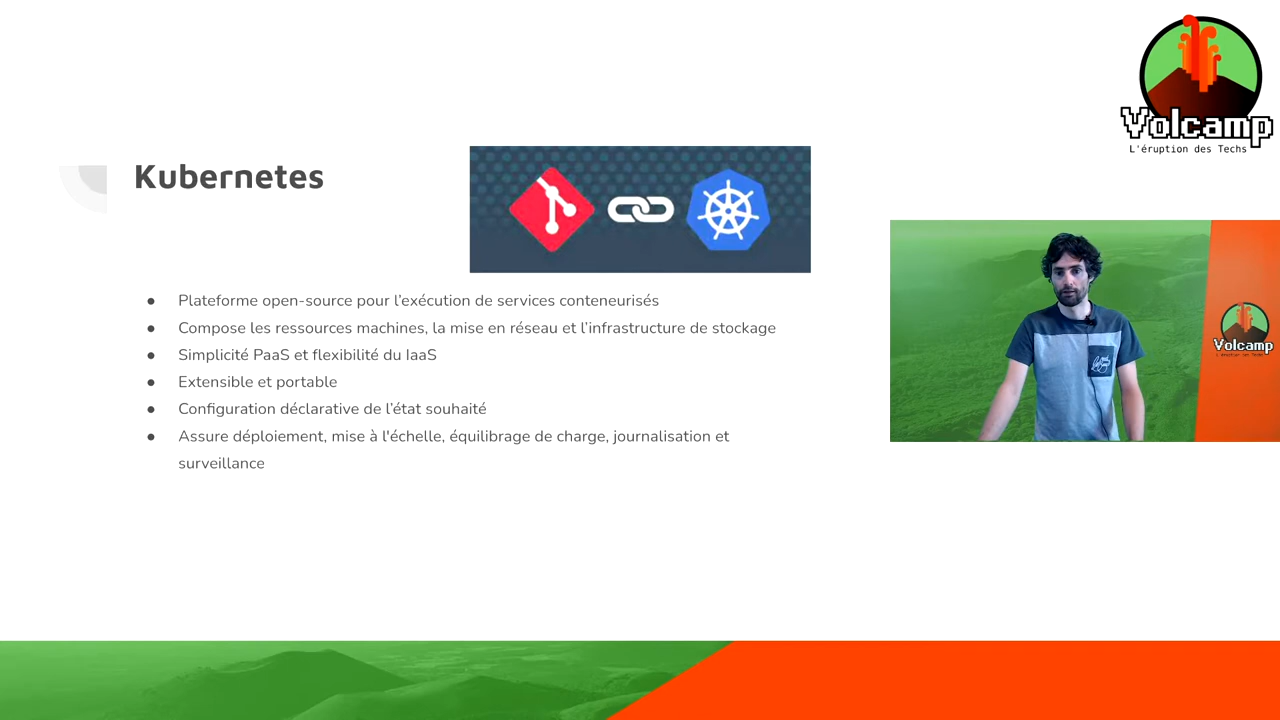 Volcamp
L'éruption des Techs
Kubernetes
● Plateforme open-source pour l’exécution de services conteneurisés
● Compose les ressources machines, la mise en réseau et l’infrastructure de stockage
● Simplicité PaaS et flexibilité du IaaS
● Extensible et portable
● Configuration déclarative de l’état souhaité
● Assure déploiement, mise à l'échelle, équilibrage de charge, journalisation et
surveillance
Volcamp